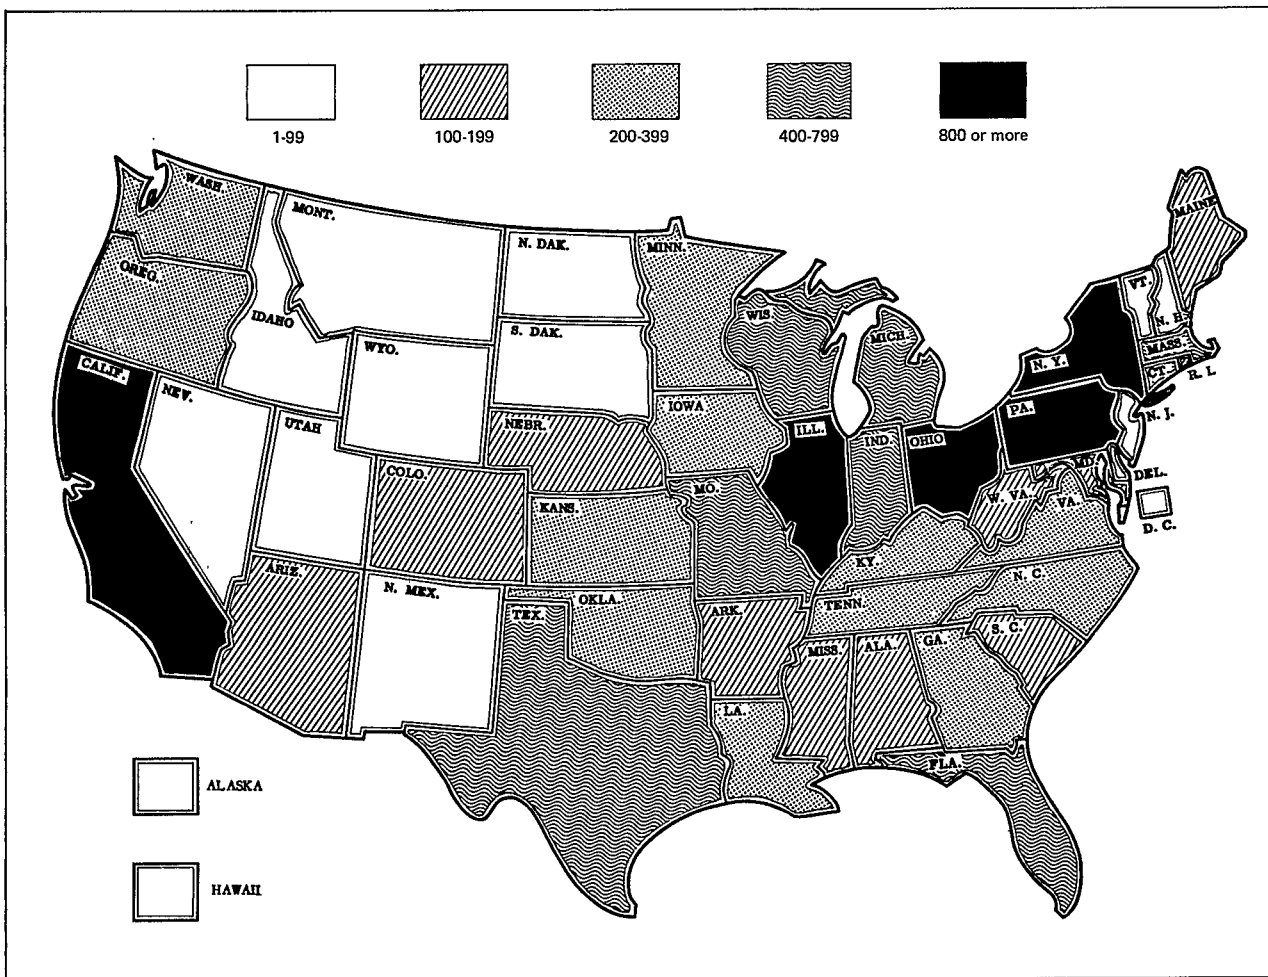 1-99
100-199
200-399
400-799
800 or more
WASH.
MONT.
N. DAK.
MINN.
MAINE
OREG.
IDAHO
WYO.
S. DAK.
WIS.
MICH.
VT.
N. H.
MASS.
CT.
R. I.
N. Y.
CALIF.
NEV.
UTAH
COLO.
NEBR.
IOWA
ILL.
IND.
OHIO
PA.
N. J.
DEL.
MD.
D. C.
W. VA.
VA.
KANS.
MO.
KY.
ARIZ.
N. MEX.
OKLA.
TEX.
ARK.
TENN.
N. C.
S. C.
MISS.
ALA.
GA.
LA.
FLA.
ALASKA
HAWAII